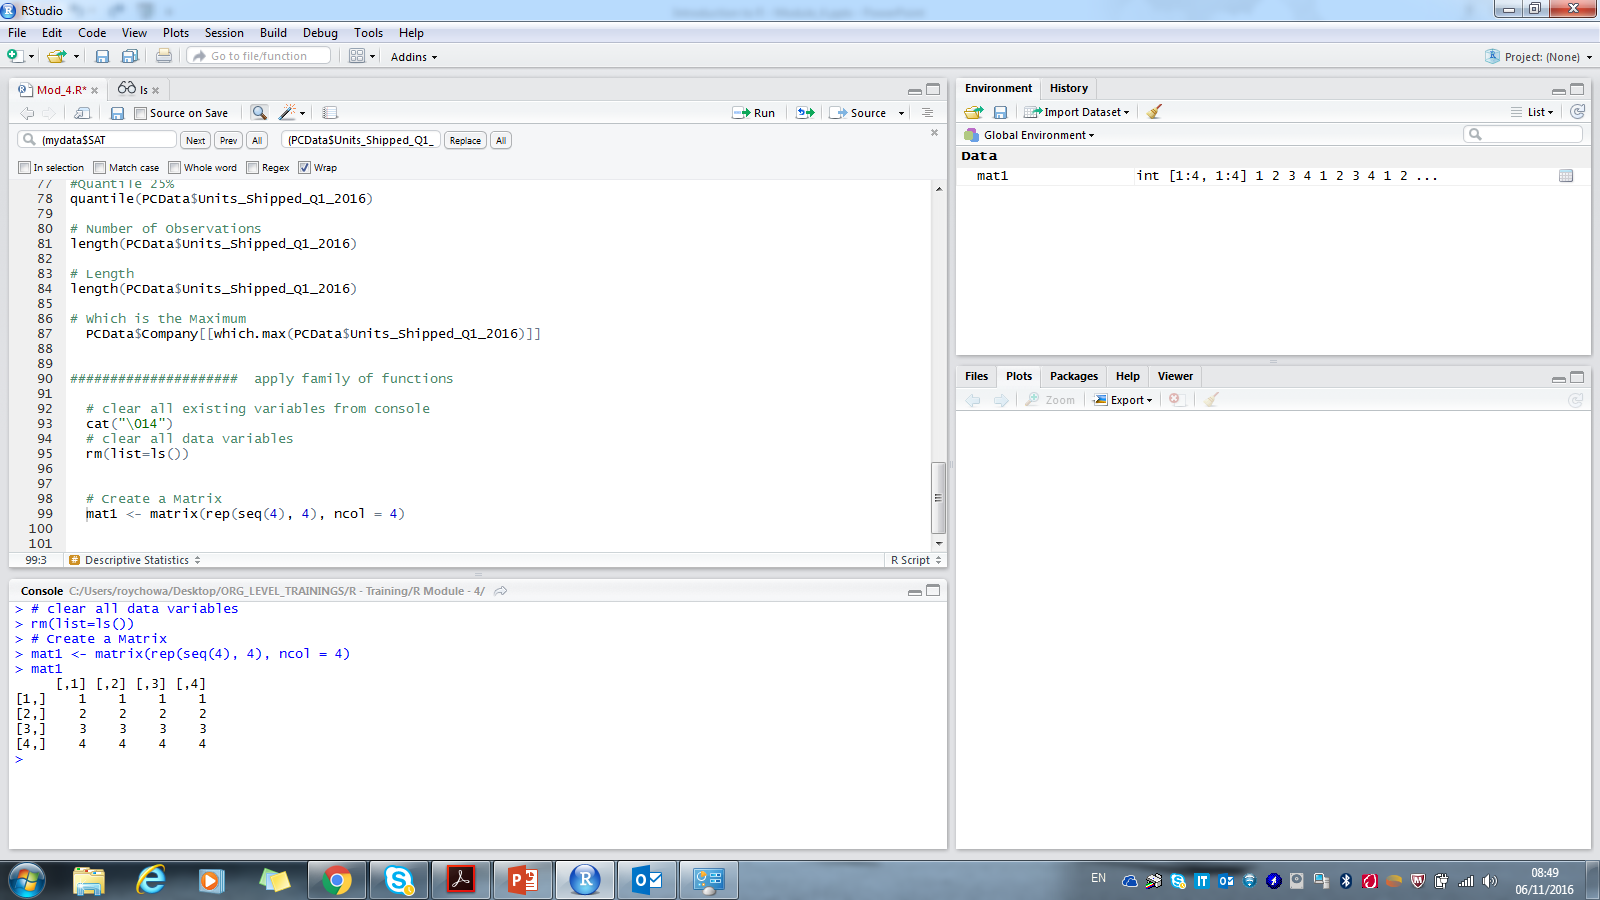 RStudio
File Edit Code View Plots Session Build Debug Tools Help
Go to file/function Addins Project: (None)
Mod_4.R* ls
Source on Save Run Source
(mydata$SAT Next Prev All (PCData$Units_Shipped_Q1_ Replace All
In selection Match case Whole word Regex Wrap
77 #Quantile 25%
78 quantile(PCData$Units_Shipped_Q1_2016)
79
80 # Number of Observations
81 length(PCData$Units_Shipped_Q1_2016)
82
83 # Length
84 length(PCData$Units_Shipped_Q1_2016)
85
86 # Which is the Maximum
87 PCData$Company[[which.max(PCData$Units_Shipped_Q1_2016)]]
88
89
90 ##################### apply family of functions
91
92 # clear all existing variables from console
93 cat("\014")
94 # clear all data variables
95 rm(list=ls())
96
97
98 # Create a Matrix
99 mat1 <- matrix(rep(seq(4), 4), ncol = 4)
100
101
99:3 # Descriptive Statistics R Script
Console C:/Users/roychowa/Desktop/ORG_LEVEL_TRAININGS/R - Training/R Module - 4/
> # clear all data variables
> rm(list=ls())
> # Create a Matrix
> mat1 <- matrix(rep(seq(4), 4), ncol = 4)
> mat1
[,1] [,2] [,3] [,4]
[1,] 1 1 1 1
[2,] 2 2 2 2
[3,] 3 3 3 3
[4,] 4 4 4 4
>
Environment History
Import Dataset List
Global Environment
Data
mat1 int [1:4, 1:4] 1 2 3 4 1 2 3 4 1 2 ...
Files Plots Packages Help Viewer
Zoom Export
EN
08:49
06/11/2016